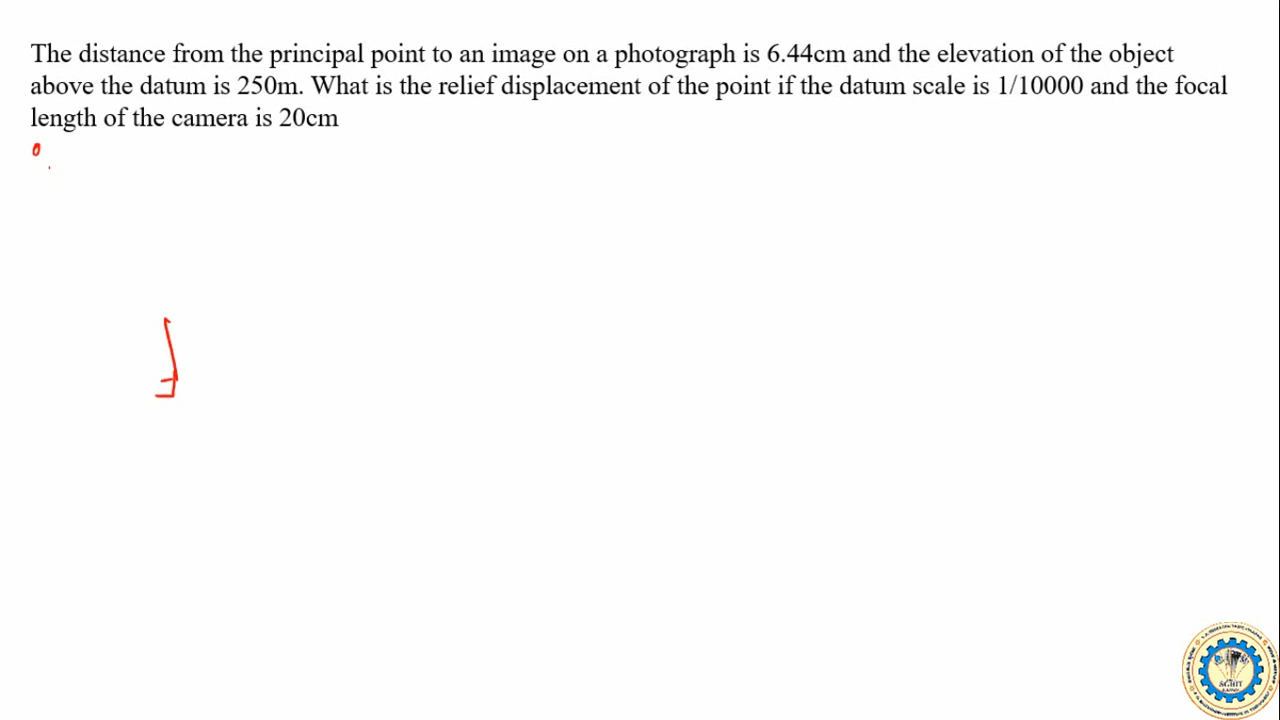 The distance from the principal point to an image on a photograph is 6.44cm and the elevation of the object
above the datum is 250m. What is the relief displacement of the point if the datum scale is 1/10000 and the focal
length of the camera is 20cm